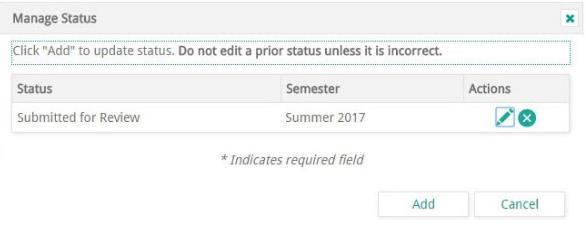 Manage Status
Click "Add" to update status. Do not edit a prior status unless it is incorrect.
Status Semester Actions
Submitted for Review Summer 2017
* Indicates required field
Add Cancel